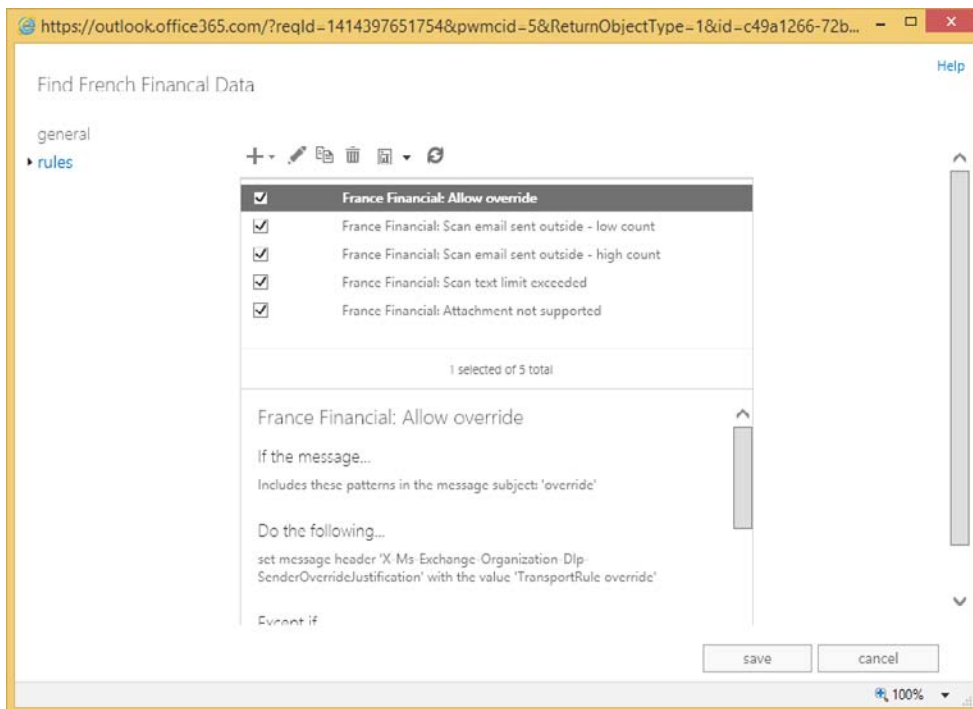 https://outlook.office365.com/?reqId=1414397651754&pwmcid=5&ReturnObjectType=1&id=c49a1266-72b...
Help
Find French Financal Data
general
rules
France Financial: Allow override
France Financial: Scan email sent outside - low count
France Financial: Scan email sent outside - high count
France Financial: Scan text limit exceeded
France Financial: Attachment not supported
1 selected of 5 total
France Financial: Allow override
If the message...
Includes these patterns in the message subject: 'override'
Do the following...
set message header 'X-Ms-Exchange-Organization-Dlp-
SenderOverrideJustification' with the value 'TransportRule override'
Except if
save
cancel
100%